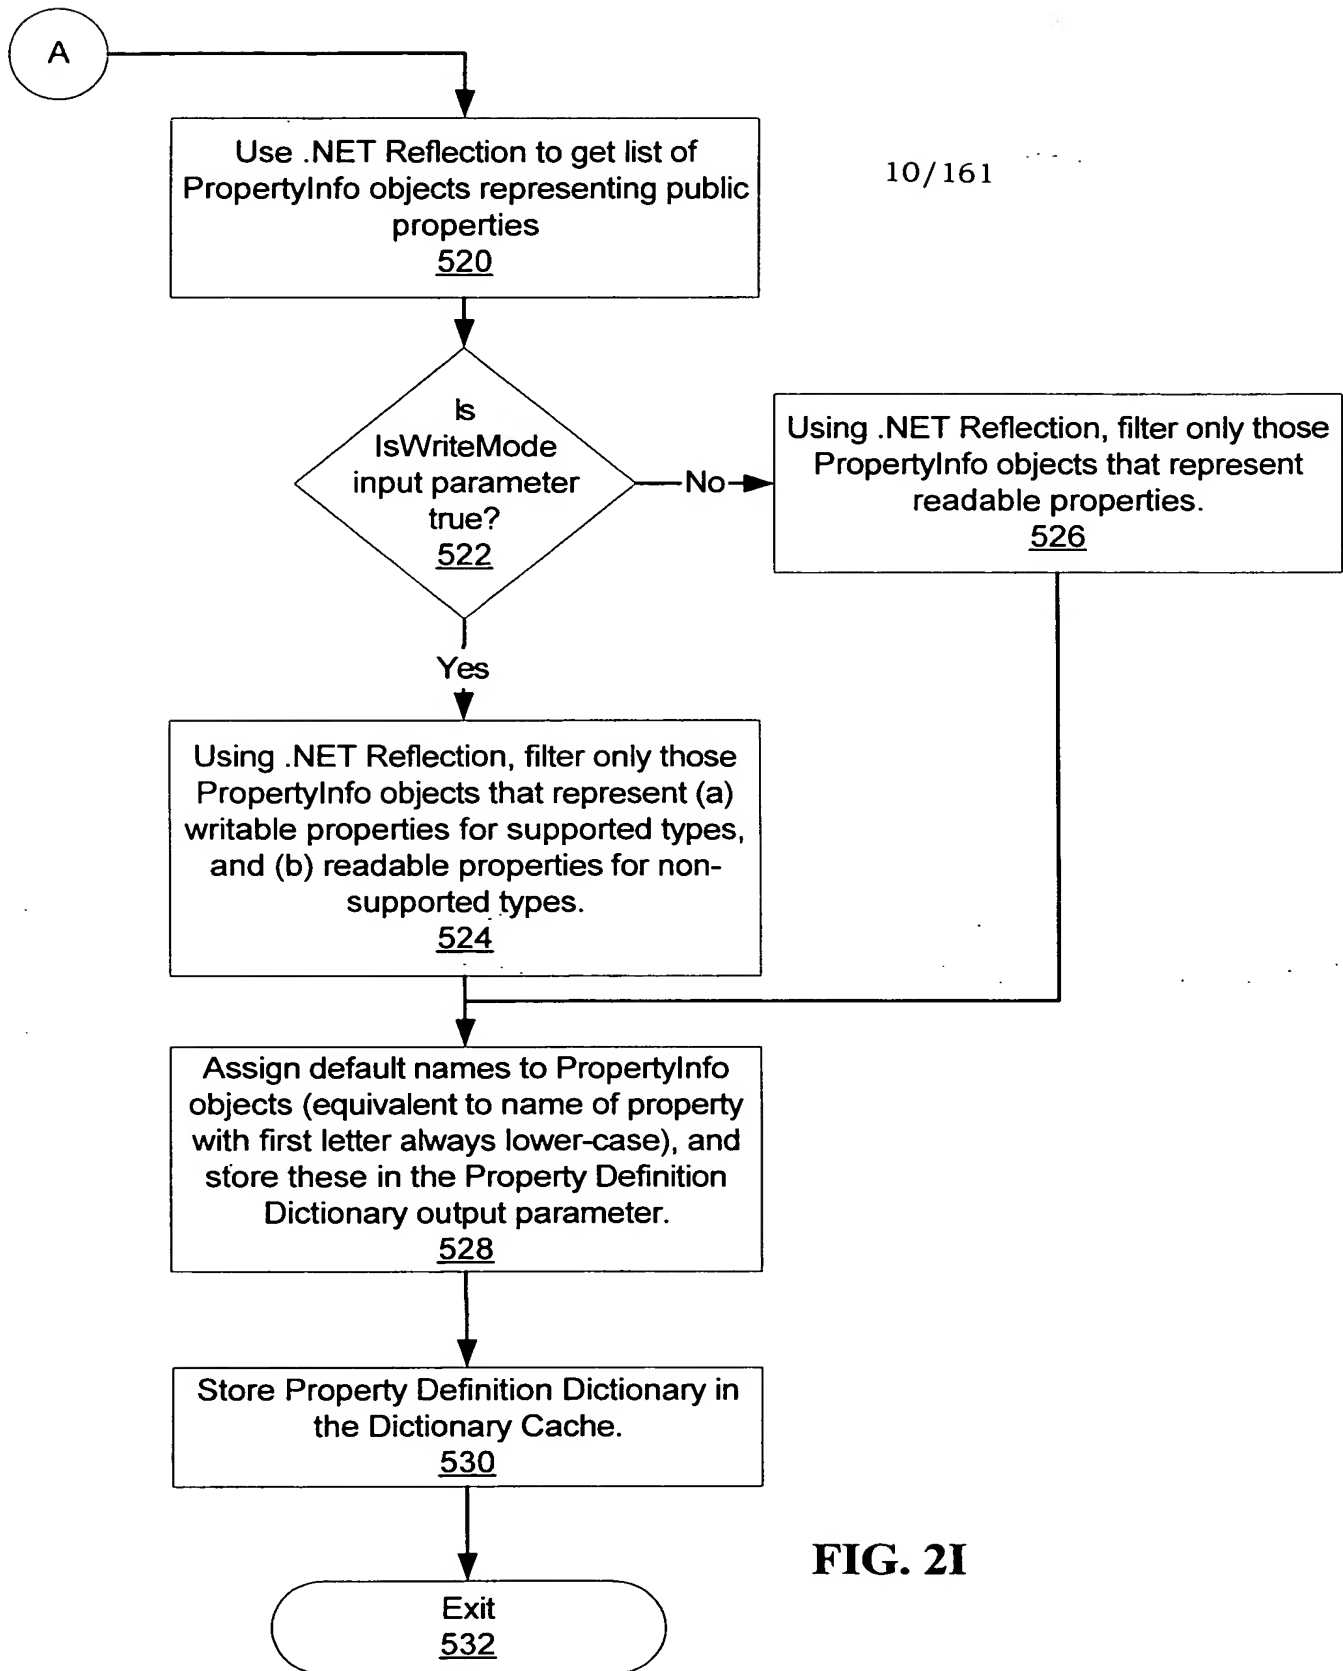 A
Use .NET Reflection to get list of
PropertyInfo objects representing public
properties
520
10/161
Is
IsWriteMode
input parameter
true?
522
No
Using .NET Reflection, filter only those
PropertyInfo objects that represent
readable properties.
526
Yes
Using .NET Reflection, filter only those
PropertyInfo objects that represent (a)
writable properties for supported types,
and (b) readable properties for non-
supported types.
524
Assign default names to PropertyInfo
objects (equivalent to name of property
with first letter always lower-case), and
store these in the Property Definition
Dictionary output parameter.
528
Store Property Definition Dictionary in
the Dictionary Cache.
530
FIG. 2I
Exit
532